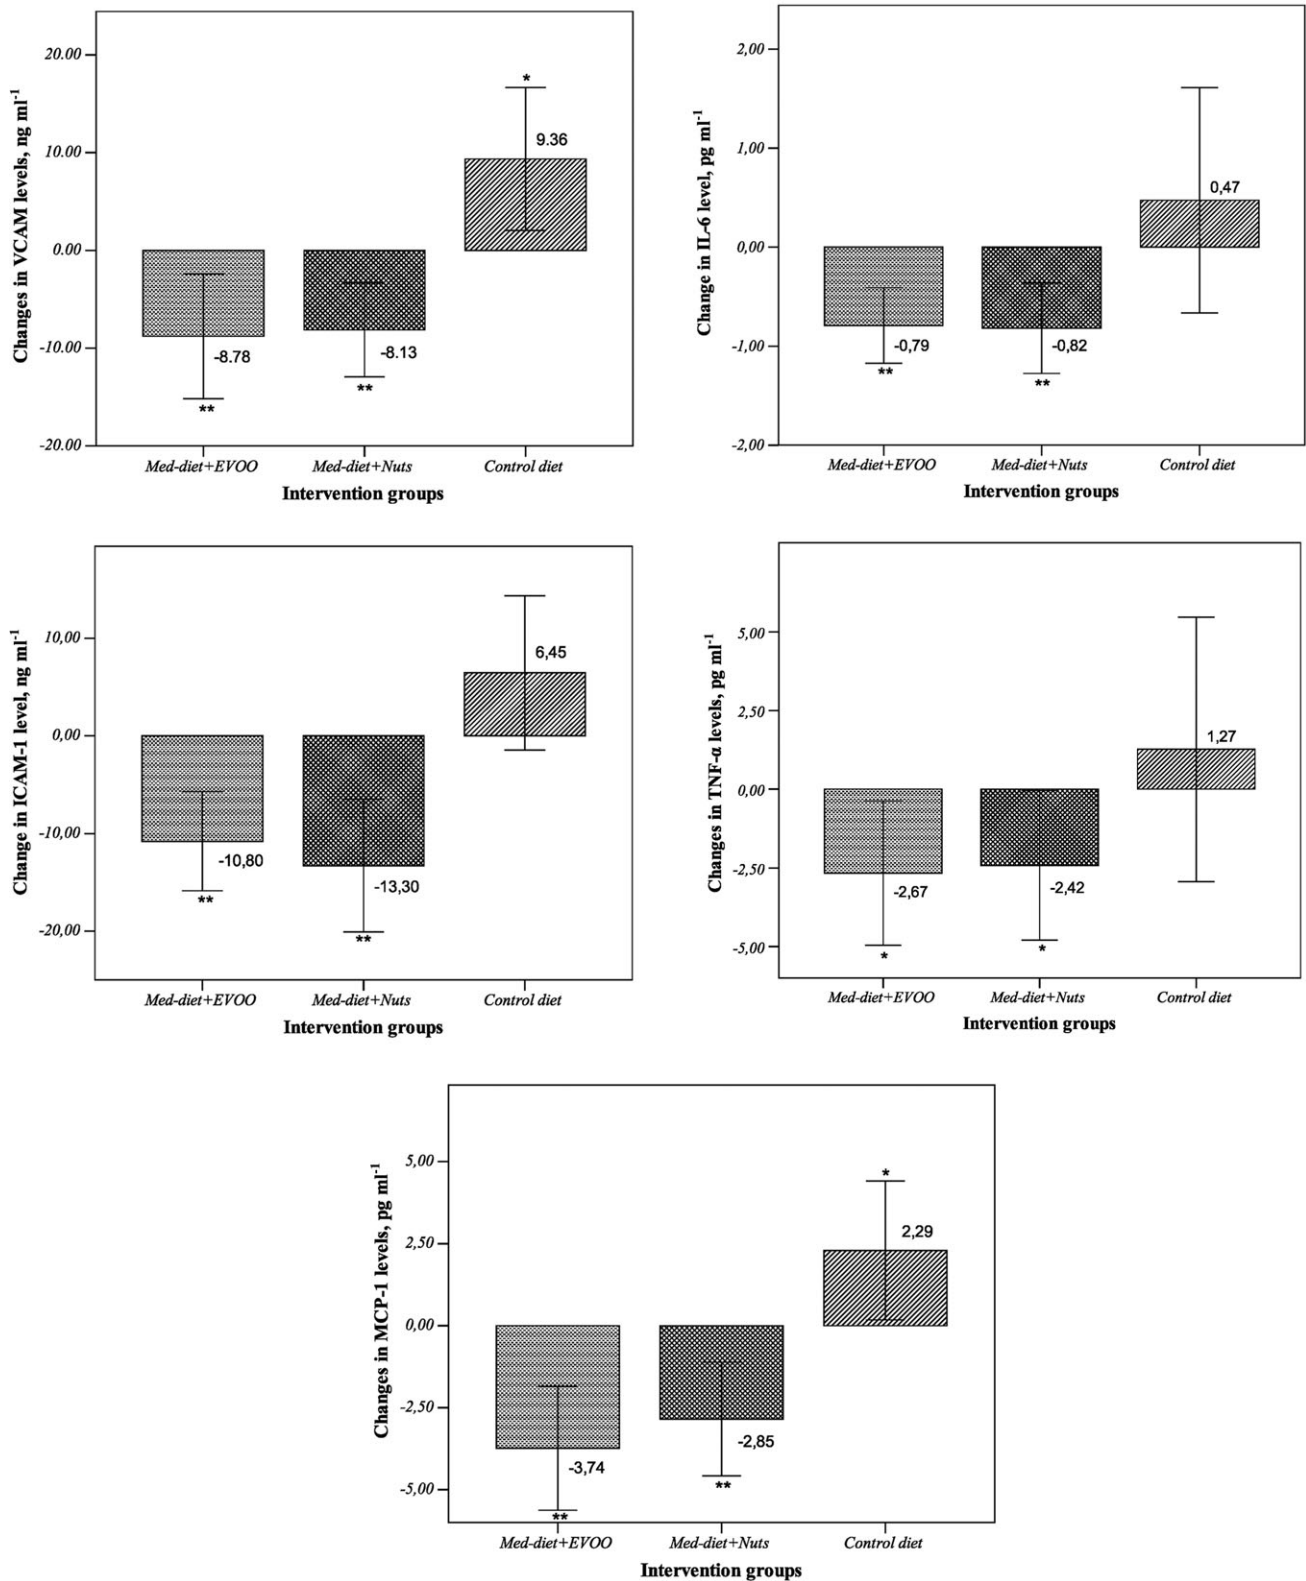 Changes in VCAM levels, ng ml-1
20.00
10.00
0.00
-10.00
-20.00
*
9.36
-8.78
**
-8.13
**
Med-diet+EVOO
Med-diet+Nuts
Control diet
Intervention groups
Change in IL-6 level, pg ml-1
2,00
1,00
0,00
-1,00
-2,00
0,47
-0,79
**
-0,82
**
Med-diet+EVOO
Med-diet+Nuts
Control diet
Intervention groups
Change in ICAM-1 level, ng ml-1
10,00
0,00
-10,00
-20,00
6,45
-10,80
**
-13,30
**
Med-diet+EVOO
Med-diet+Nuts
Control diet
Intervention groups
Changes in TNF-α levels, pg ml-1
5,00
2,50
0,00
-2,50
-5,00
1,27
-2,67
*
-2,42
*
Med-diet+EVOO
Med-diet+Nuts
Control diet
Intervention groups
Changes in MCP-1 levels, pg ml-1
5,00
2,50
0,00
-2,50
-5,00
*
2,29
-3,74
**
-2,85
**
Med-diet+EVOO
Med-diet+Nuts
Control diet
Intervention groups